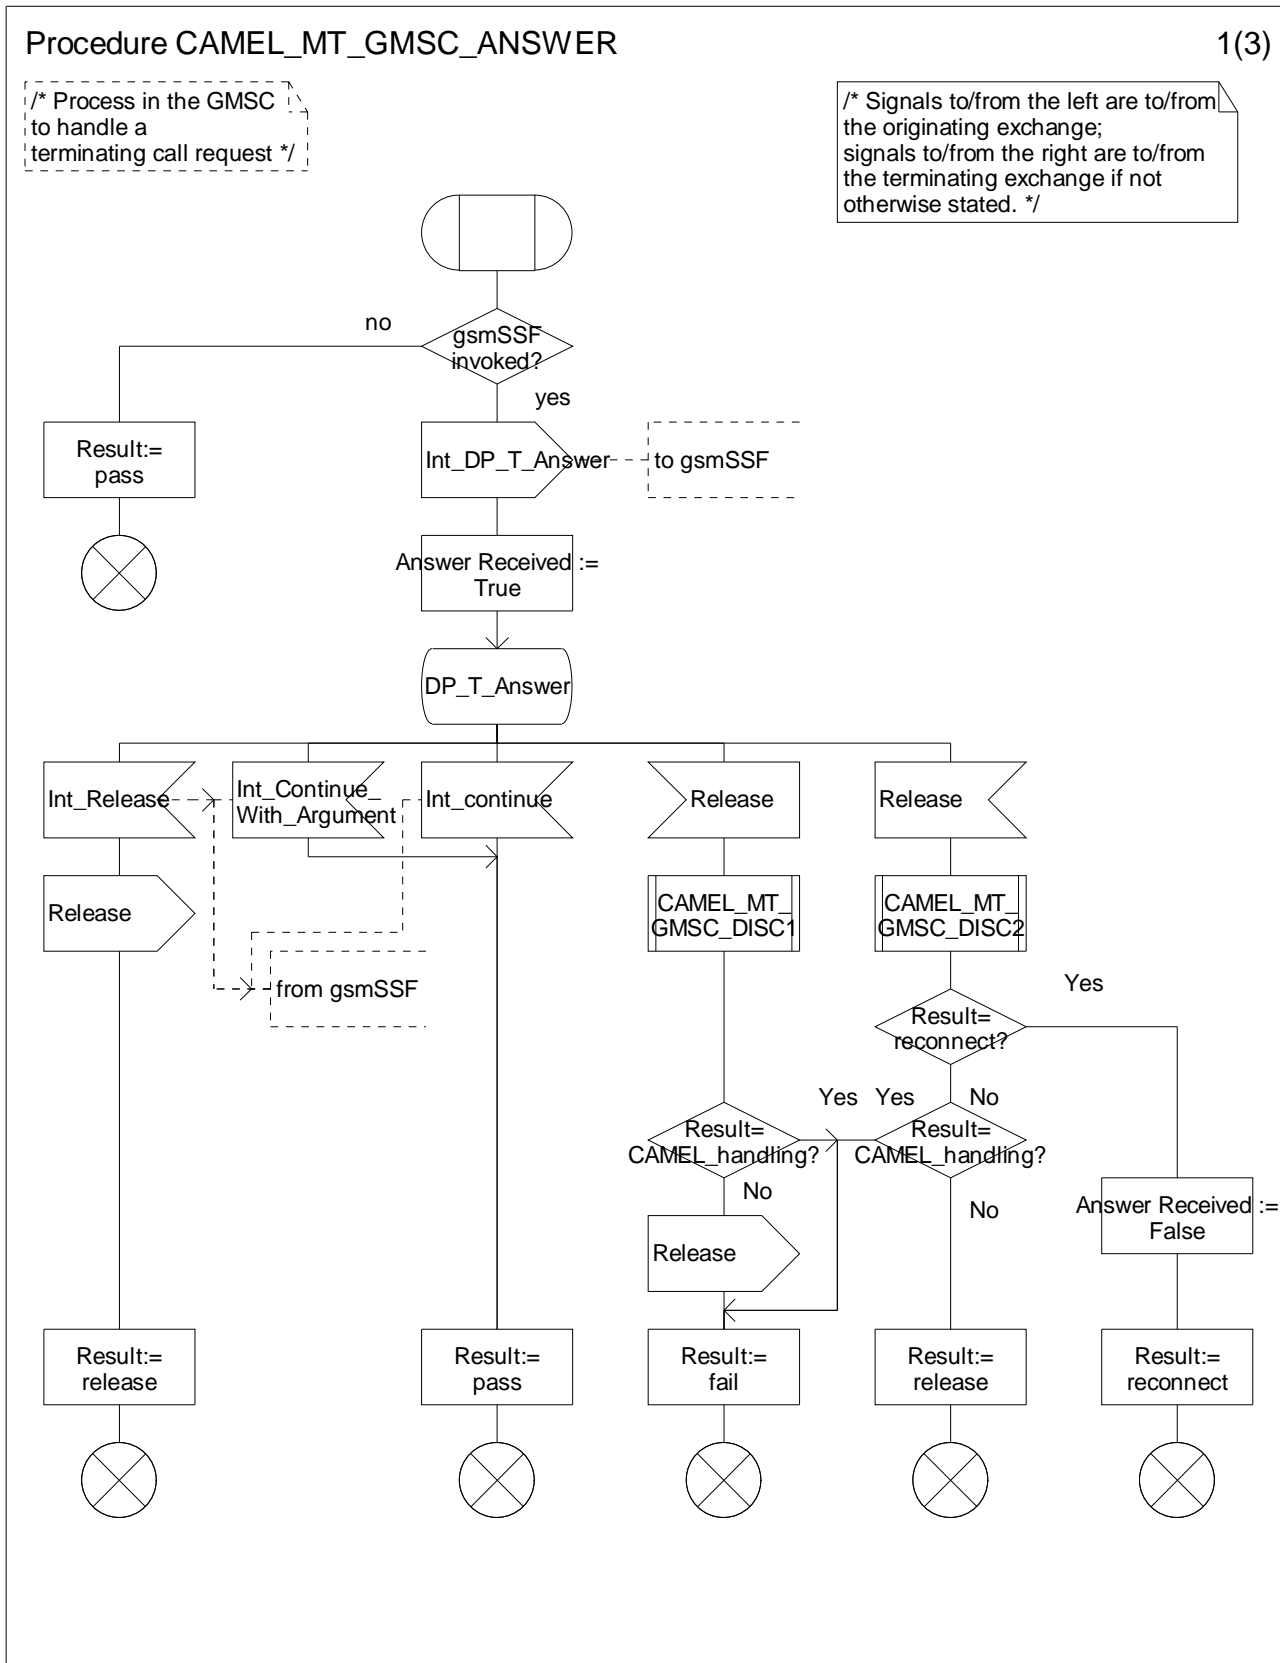 Procedure CAMEL_MT_GMSC_ANSWER
1(3)
/* Process in the GMSC
to handle a
terminating call request */
/* Signals to/from the left are to/from
the originating exchange;
signals to/from the right are to/from
the terminating exchange if not
otherwise stated. */
gsmSSF
invoked?
no
yes
Result:=
pass
Int_DP_T_Answer
to gsmSSF
Answer Received :=
True
DP_T_Answer
Int_Release
Int_Continue_
With_Argument
Int_continue
Release
Release
Release
CAMEL_MT_
GMSC_DISC1
CAMEL_MT_
GMSC_DISC2
from gsmSSF
Yes
Result=
reconnect?
No
Yes
Yes
Result=
CAMEL_handling?
Result=
CAMEL_handling?
No
No
Answer Received :=
False
Release
Result:=
release
Result:=
pass
Result:=
fail
Result:=
release
Result:=
reconnect